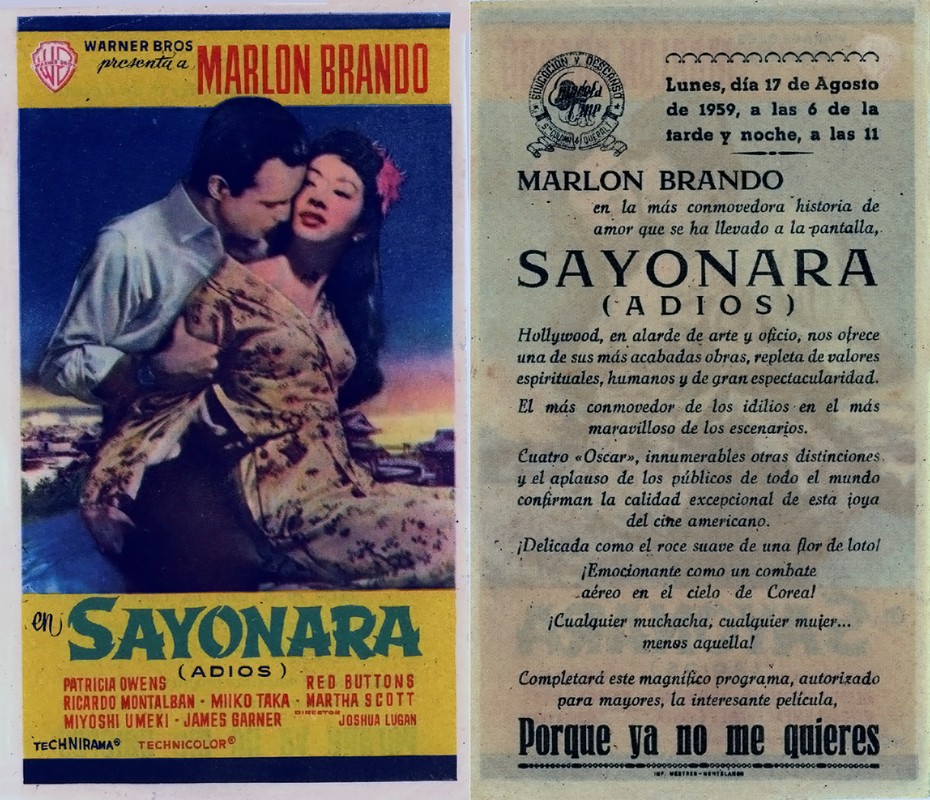 WARNER BROS
presenta a
MARLON BRANDO
en SAYONARA
(ADIOS)
PATRICIA OWENS RED BUTTONS
RICARDO MONTALBAN - MIIKO TAKA - MARTHA SCOTT
MIYOSHI UMEKI - JAMES GARNER DIRECTOR JOSHUA LUGAN
TECHNIRAMA® TECHNICOLOR®
EDUCACIÓN Y DESCANSO
Lunes, día 17 de Agosto
de 1959, a las 6 de la
tarde y noche, a las 11
MARLON BRANDO
en la más conmovedora historia de
amor que se ha llevado a la pantalla,
SAYONARA
(ADIOS)
Hollywood, en alarde de arte y oficio, nos ofrece
una de sus más acabadas obras, repleta de valores
espirituales, humanos y de gran espectacularidad.
El más conmovedor de los idilios en el más
maravilloso de los escenarios.
Cuatro «Oscar», innumerables otras distinciones
y el aplauso de los públicos de todo el mundo
confirman la calidad excepcional de esta joya
del cine americano.
¡Delicada como el roce suave de una flor de loto!
¡Emocionante como un combate
aéreo en el cielo de Corea!
¡Cualquier muchacha, cualquier mujer...
menos aquella!
Completará este magnífico programa, autorizado
para mayores, la interesante película,
Porque ya no me quieres
IMP. MESTRES-MONTBLANCH